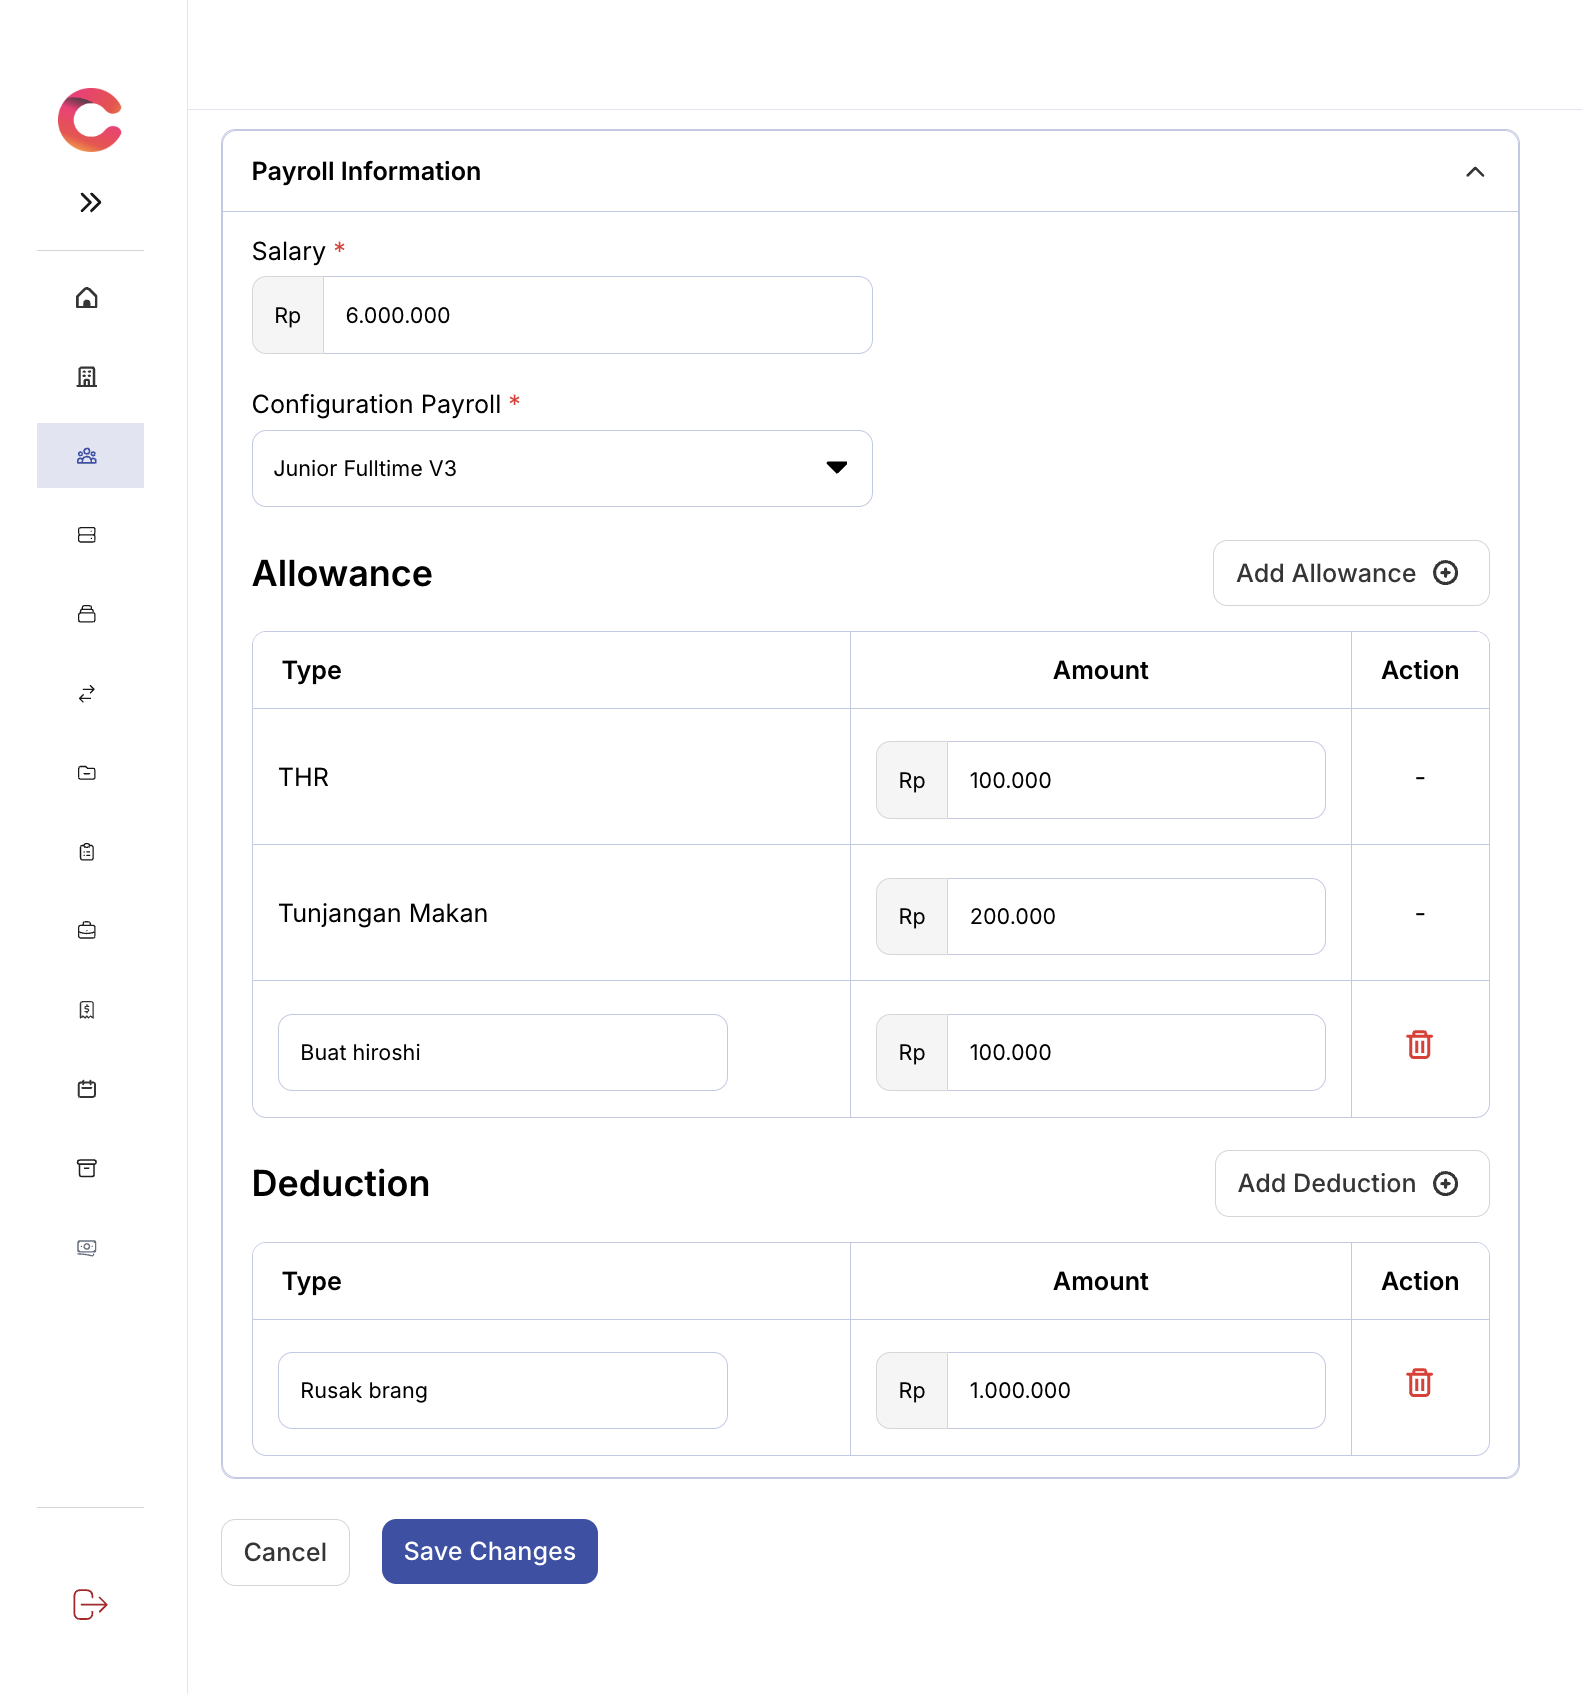 Payroll Information
Salary *
Rp 6.000.000
Configuration Payroll *
Junior Fulltime V3
Allowance
Add Allowance
Type Amount Action
THR Rp 100.000 -
Tunjangan Makan Rp 200.000 -
Buat hiroshi Rp 100.000
Deduction
Add Deduction
Type Amount Action
Rusak brang Rp 1.000.000
Cancel
Save Changes